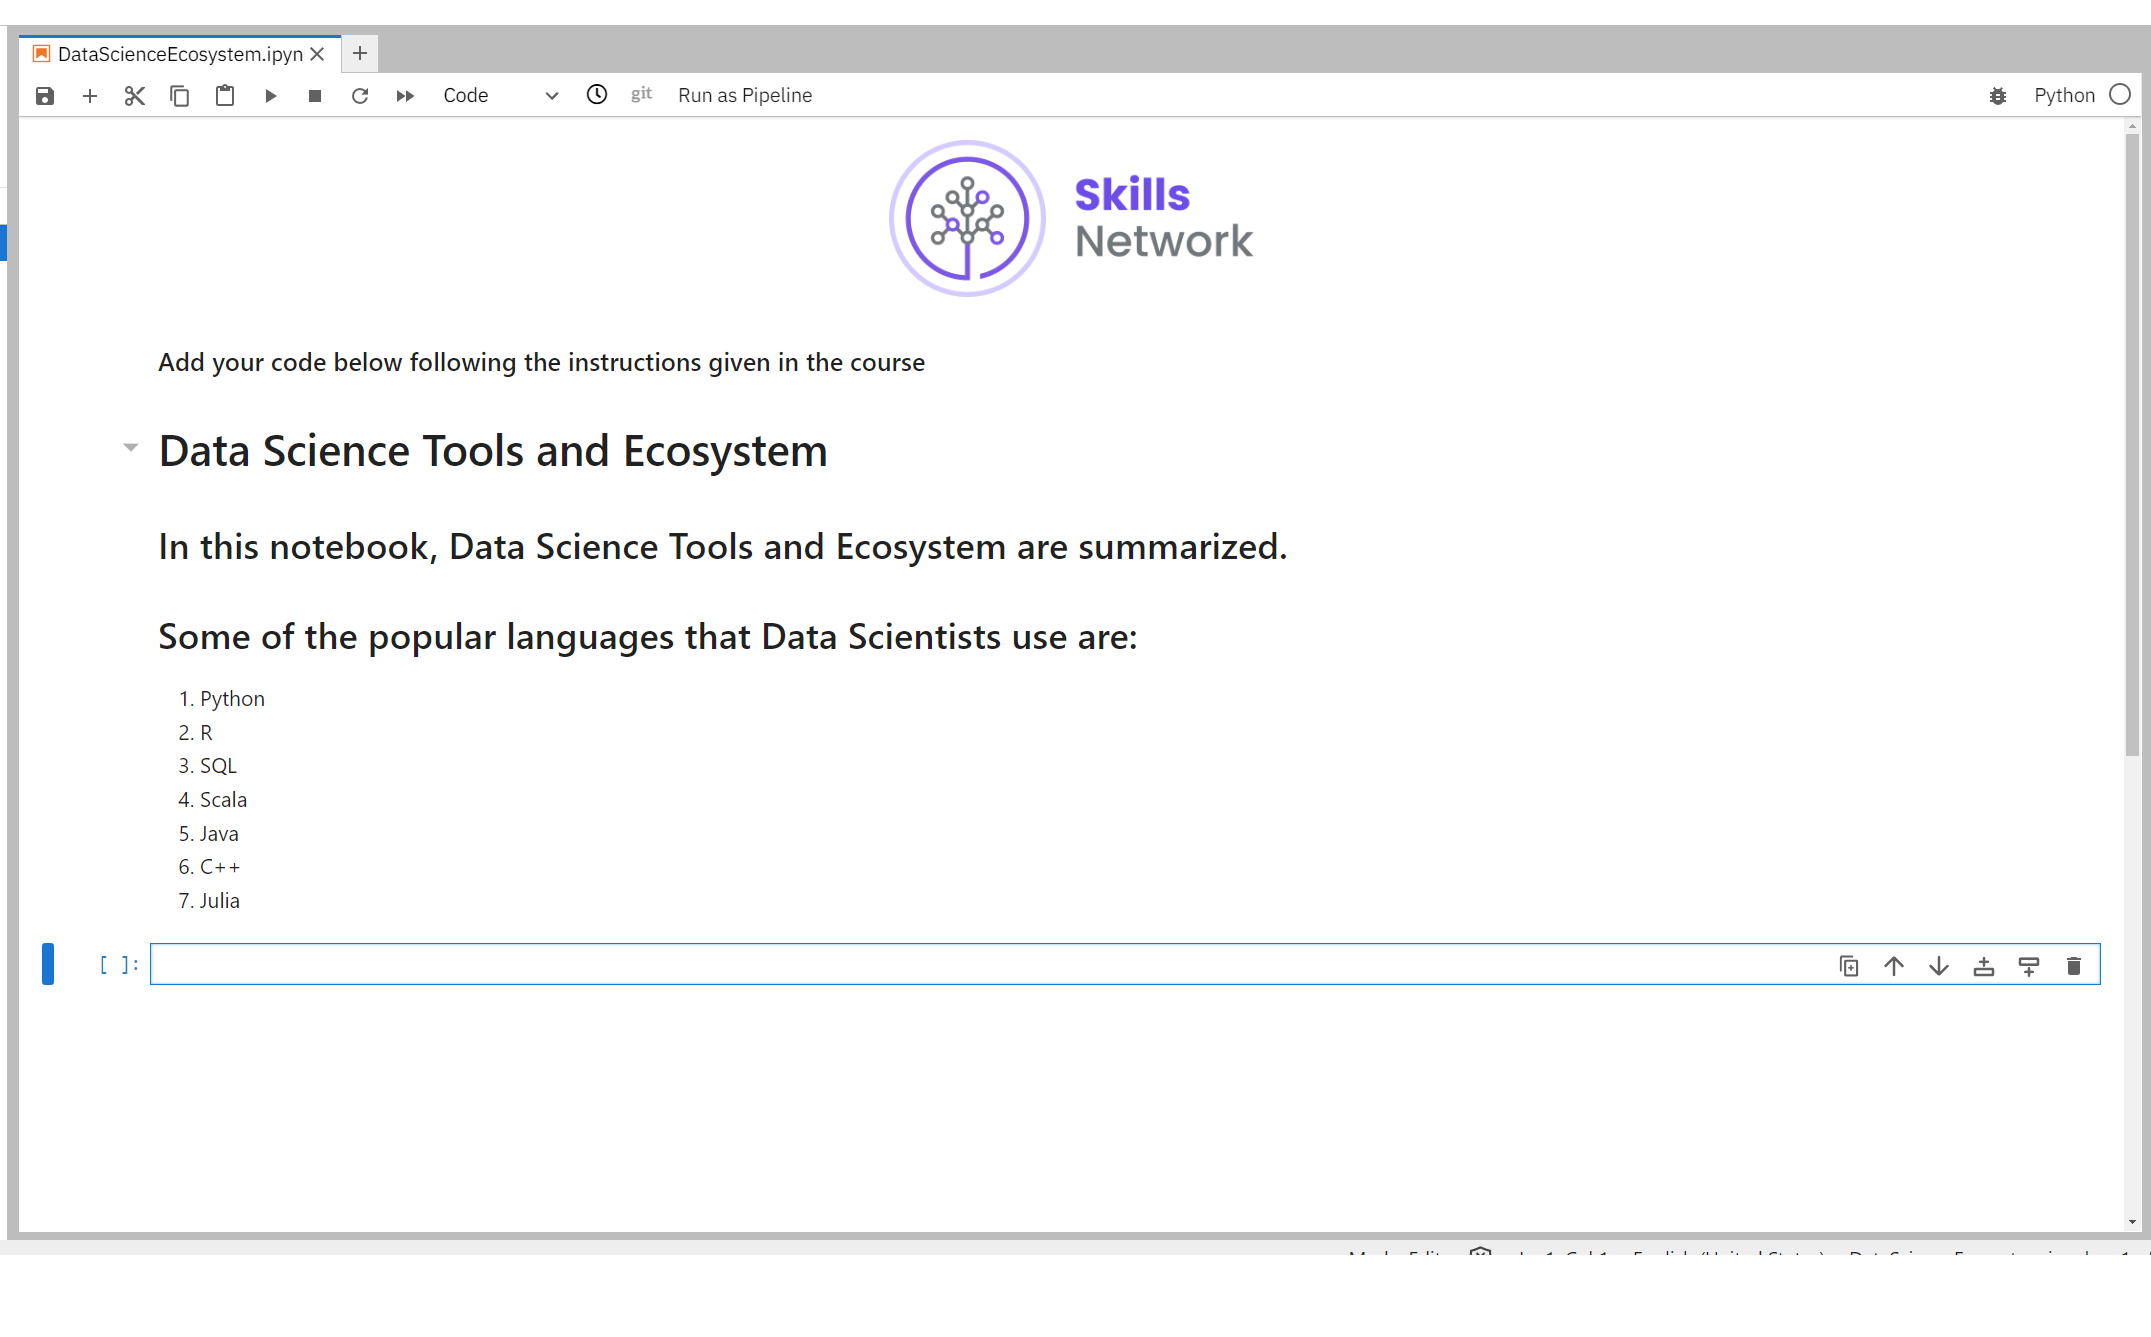 DataScienceEcosystem.ipyn
Code
git
Run as Pipeline
Python
Skills
Network
Add your code below following the instructions given in the course
Data Science Tools and Ecosystem
In this notebook, Data Science Tools and Ecosystem are summarized.
Some of the popular languages that Data Scientists use are:
1. Python
2. R
3. SQL
4. Scala
5. Java
6. C++
7. Julia
[ ]: